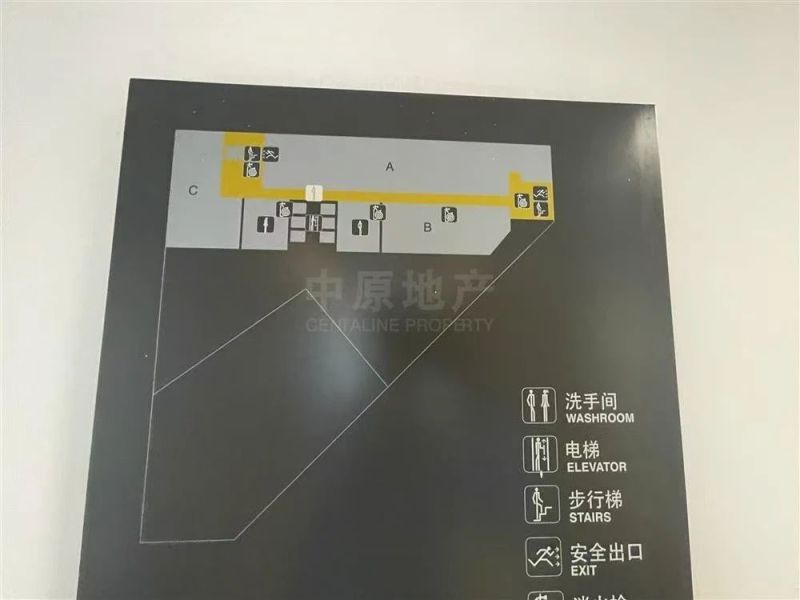 A
C
B
中原地产
CENTALINE PROPERTY
洗手间
WASHROOM
电梯
ELEVATOR
步行梯
STAIRS
安全出口
EXIT